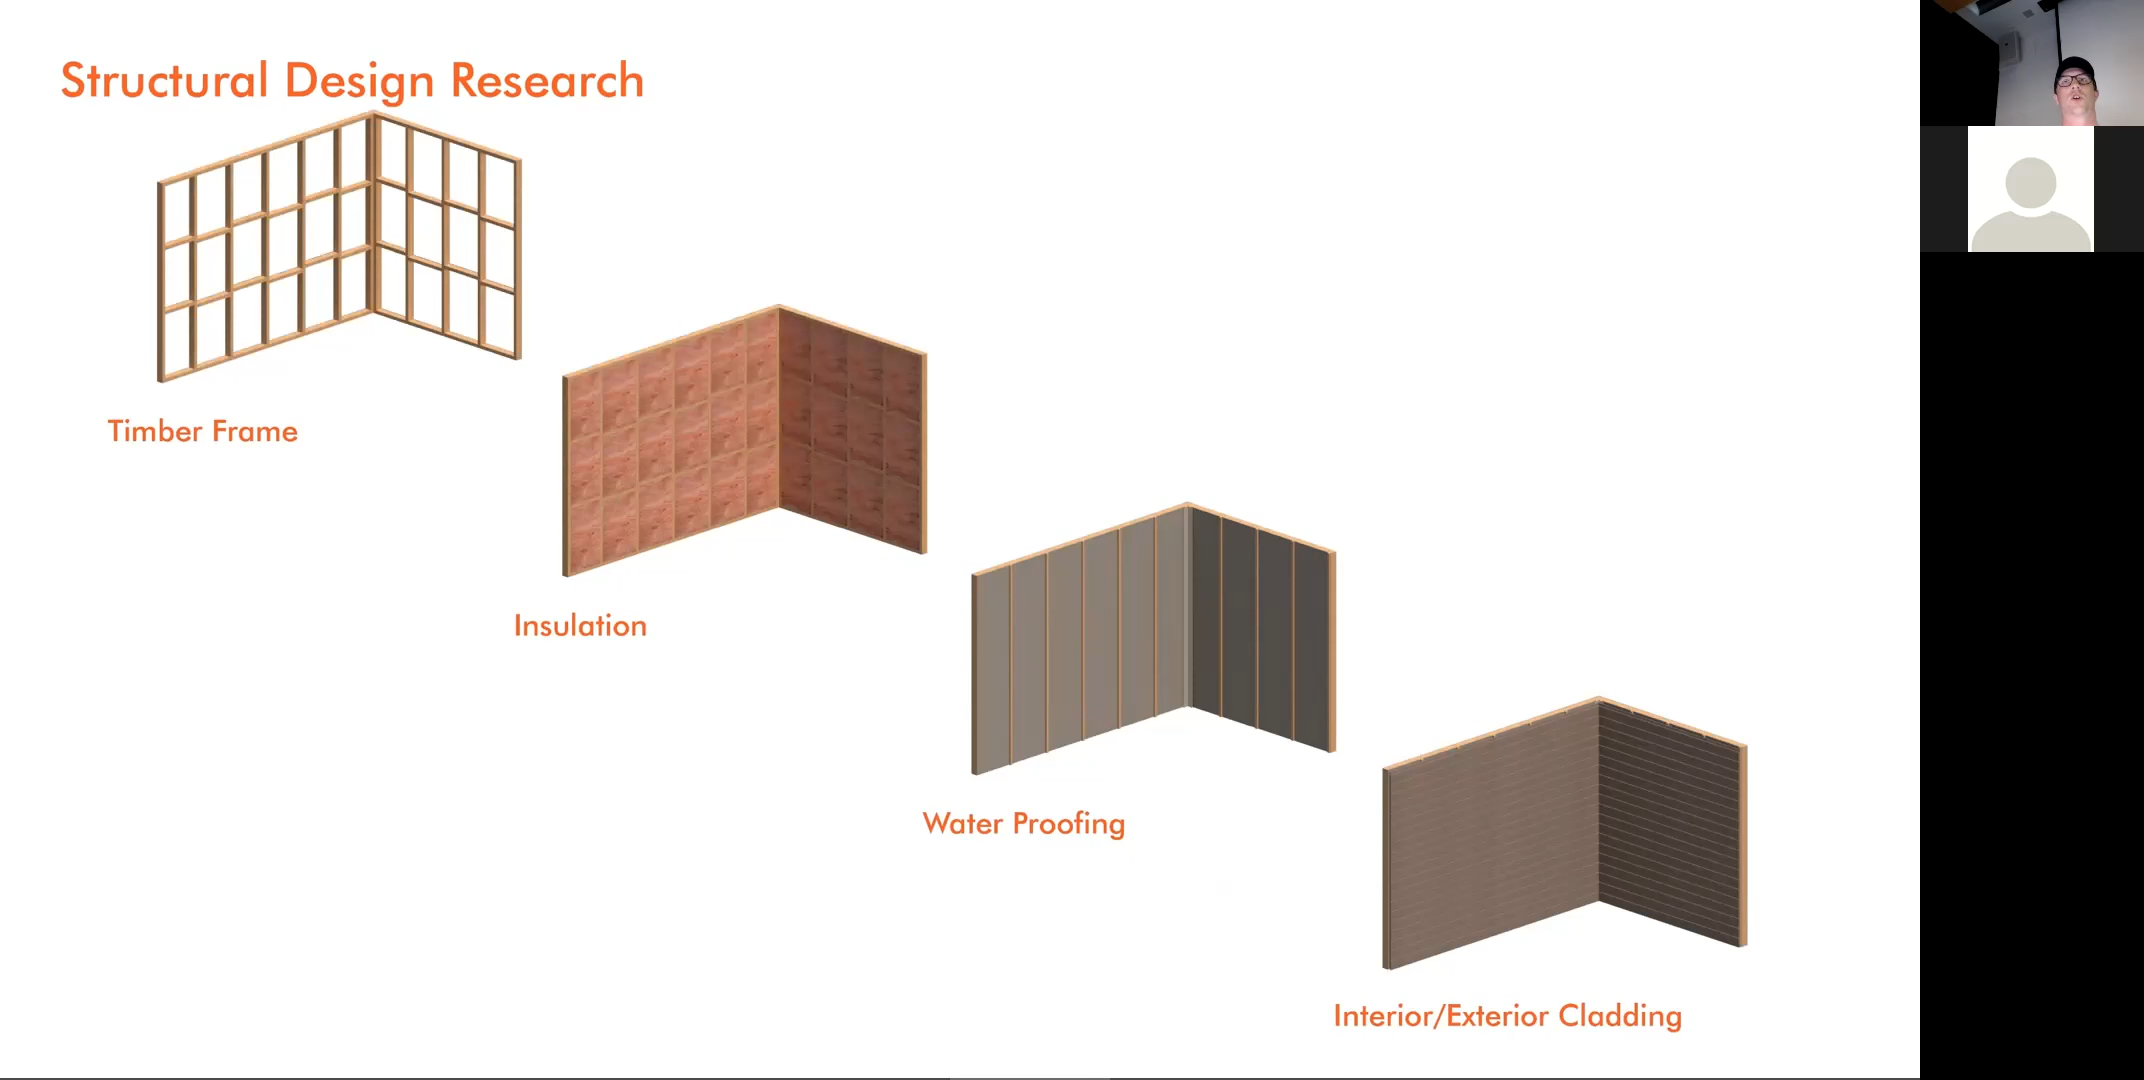 Structural Design Research
Timber Frame
Insulation
Water Proofing
Interior/Exterior Cladding